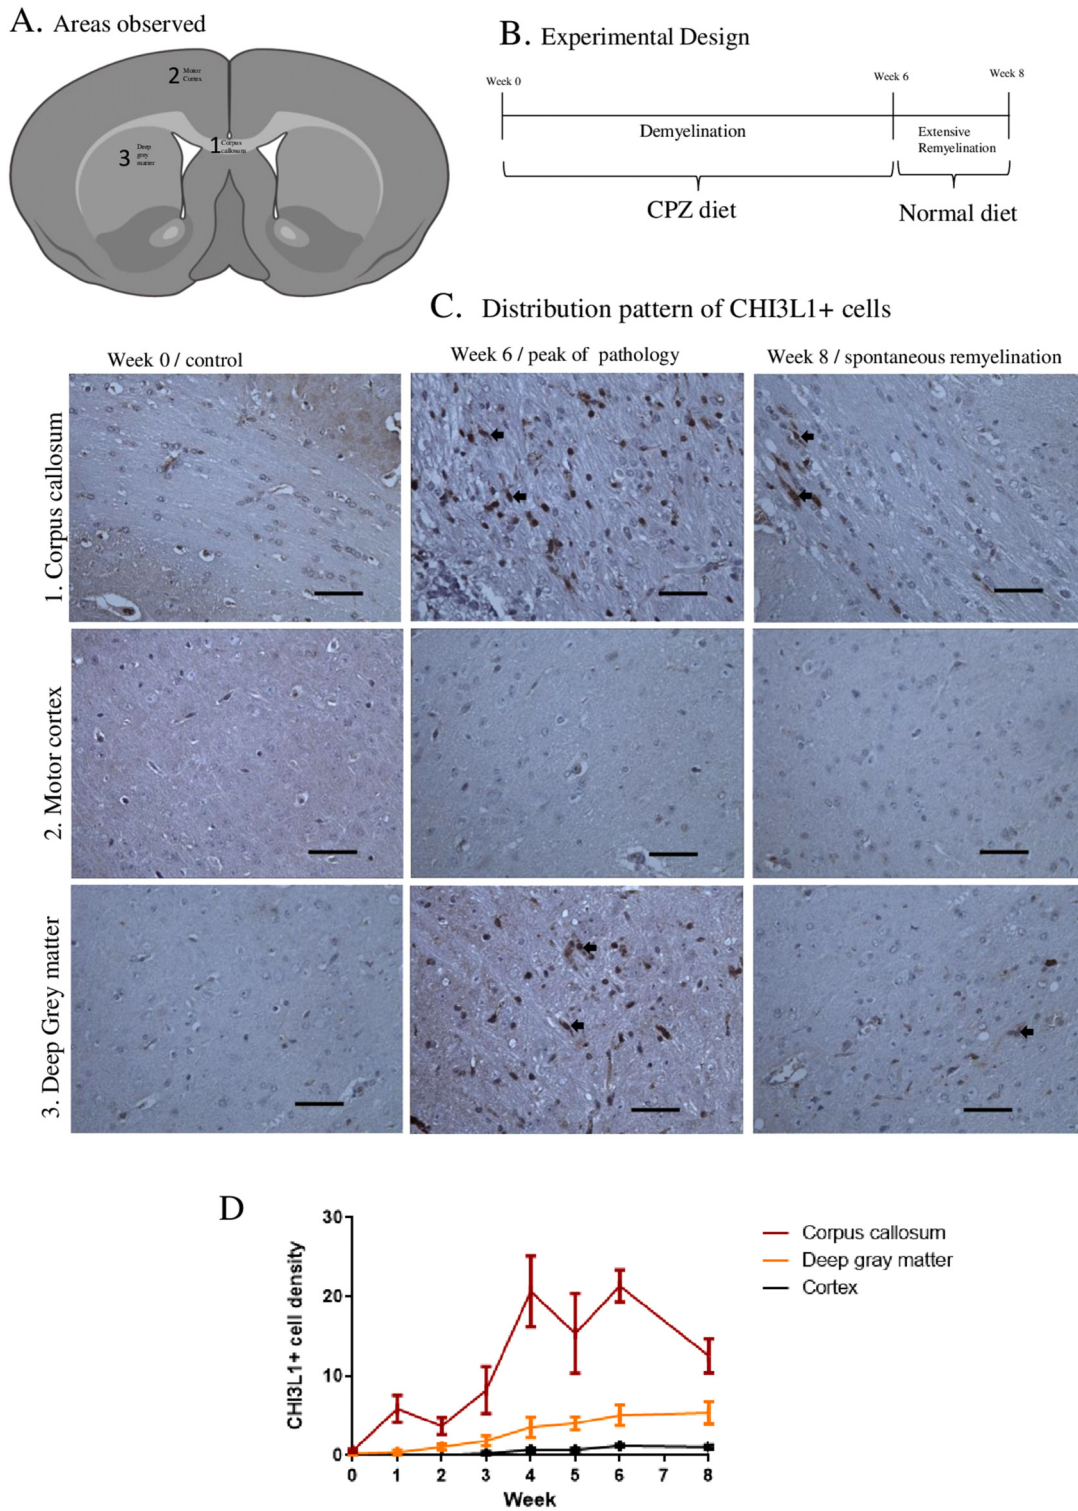 A. Areas observed
2 Motor
Cortex
1 Corpus
callosum
3 Deep
grey
matter
B. Experimental Design
Week 0
Week 6
Week 8
Demyelination
Extensive
Remyelination
CPZ diet
Normal diet
C. Distribution pattern of CHI3L1+ cells
Week 0 / control
Week 6 / peak of pathology
Week 8 / spontaneous remyelination
1. Corpus callosum
2. Motor cortex
3. Deep Grey matter
D
CHI3L1+ cell density
30
20
10
0
0 1 2 3 4 5 6 7 8
Week
Corpus callosum
Deep gray matter
Cortex